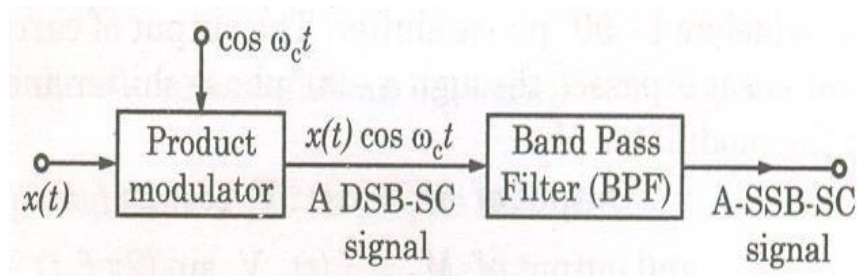 cos ω_c t
Product modulator
x(t) cos ω_c t
Band Pass Filter (BPF)
x(t)
A DSB-SC signal
A-SSB-SC signal